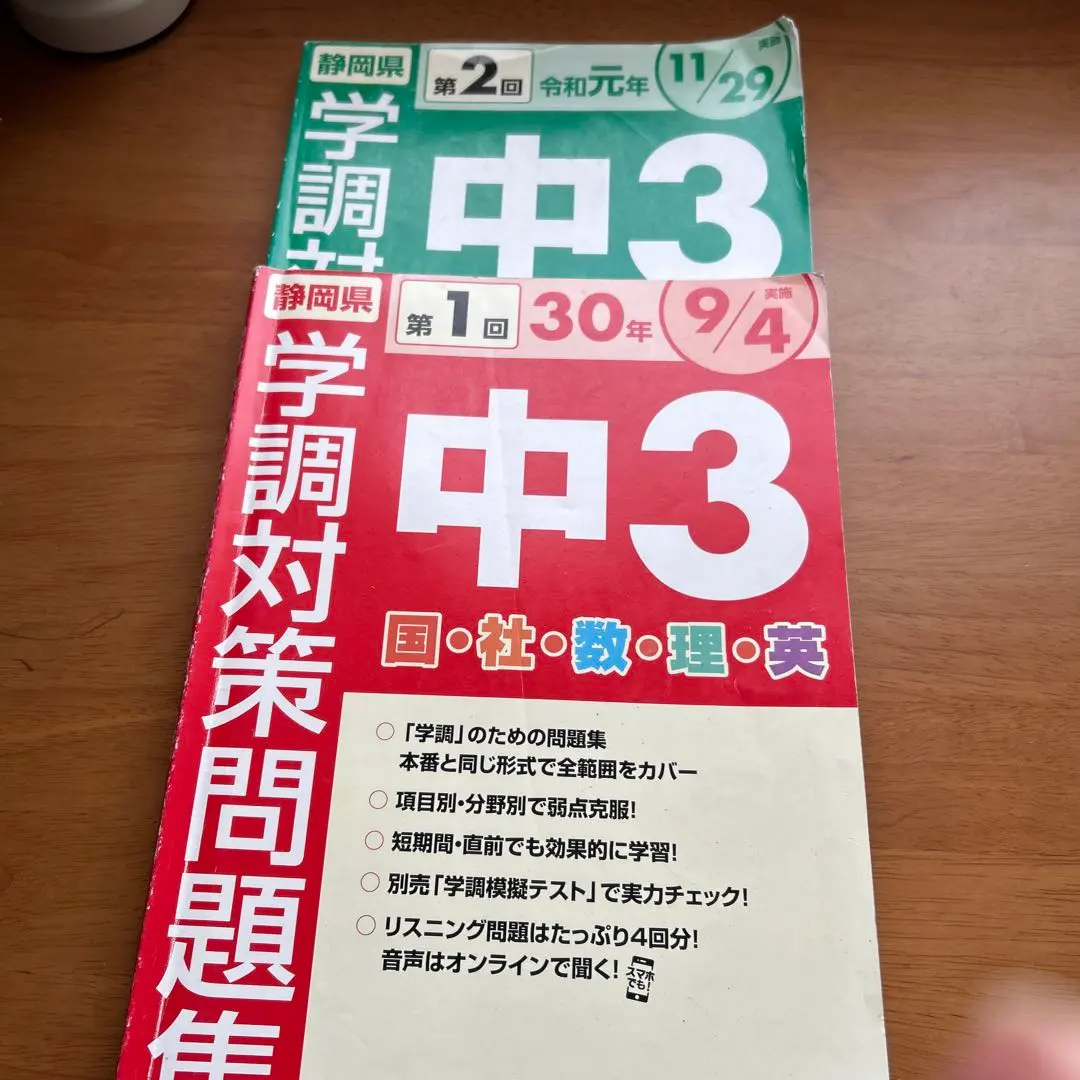 静岡県
第2回
令和元年
11/29
実施
学調対
中3
静岡県
第1回
30年
9/4
実施
学調対策問題集
中3
国・社・数・理・英
○「学調」のための問題集
本番と同じ形式で全範囲をカバー
○項目別・分野別で弱点克服!
○短期間・直前でも効果的に学習!
○別売「学調模擬テスト」で実力チェック!
○リスニング問題はたっぷり4回分!
音声はオンラインで聞く!
スマホ
でも!